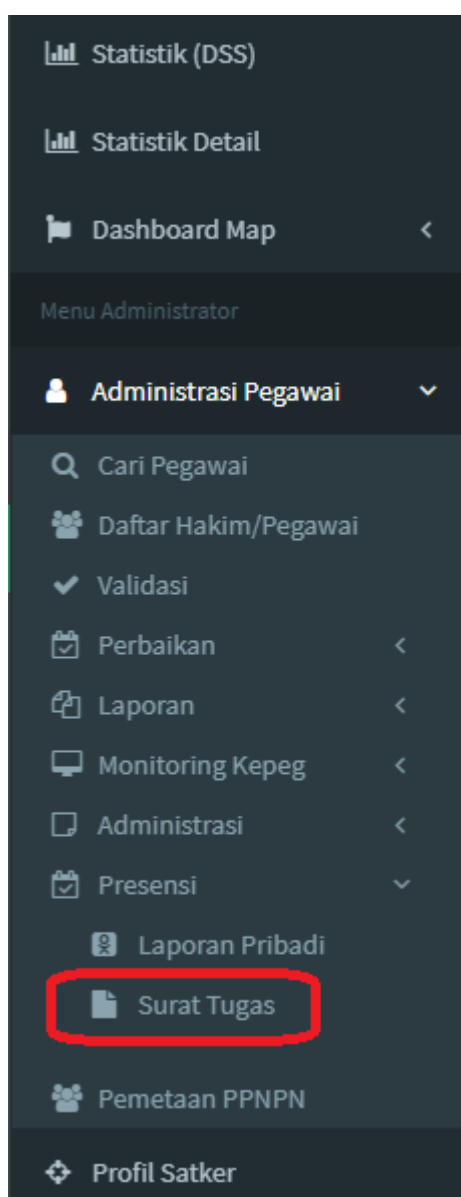 Statistik (DSS)
Statistik Detail
Dashboard Map
Menu Administrator
Administrasi Pegawai
Cari Pegawai
Daftar Hakim/Pegawai
Validasi
Perbaikan
Laporan
Monitoring Kepeg
Administrasi
Presensi
Laporan Pribadi
Surat Tugas
Pemetaan PPNPN
Profil Satker